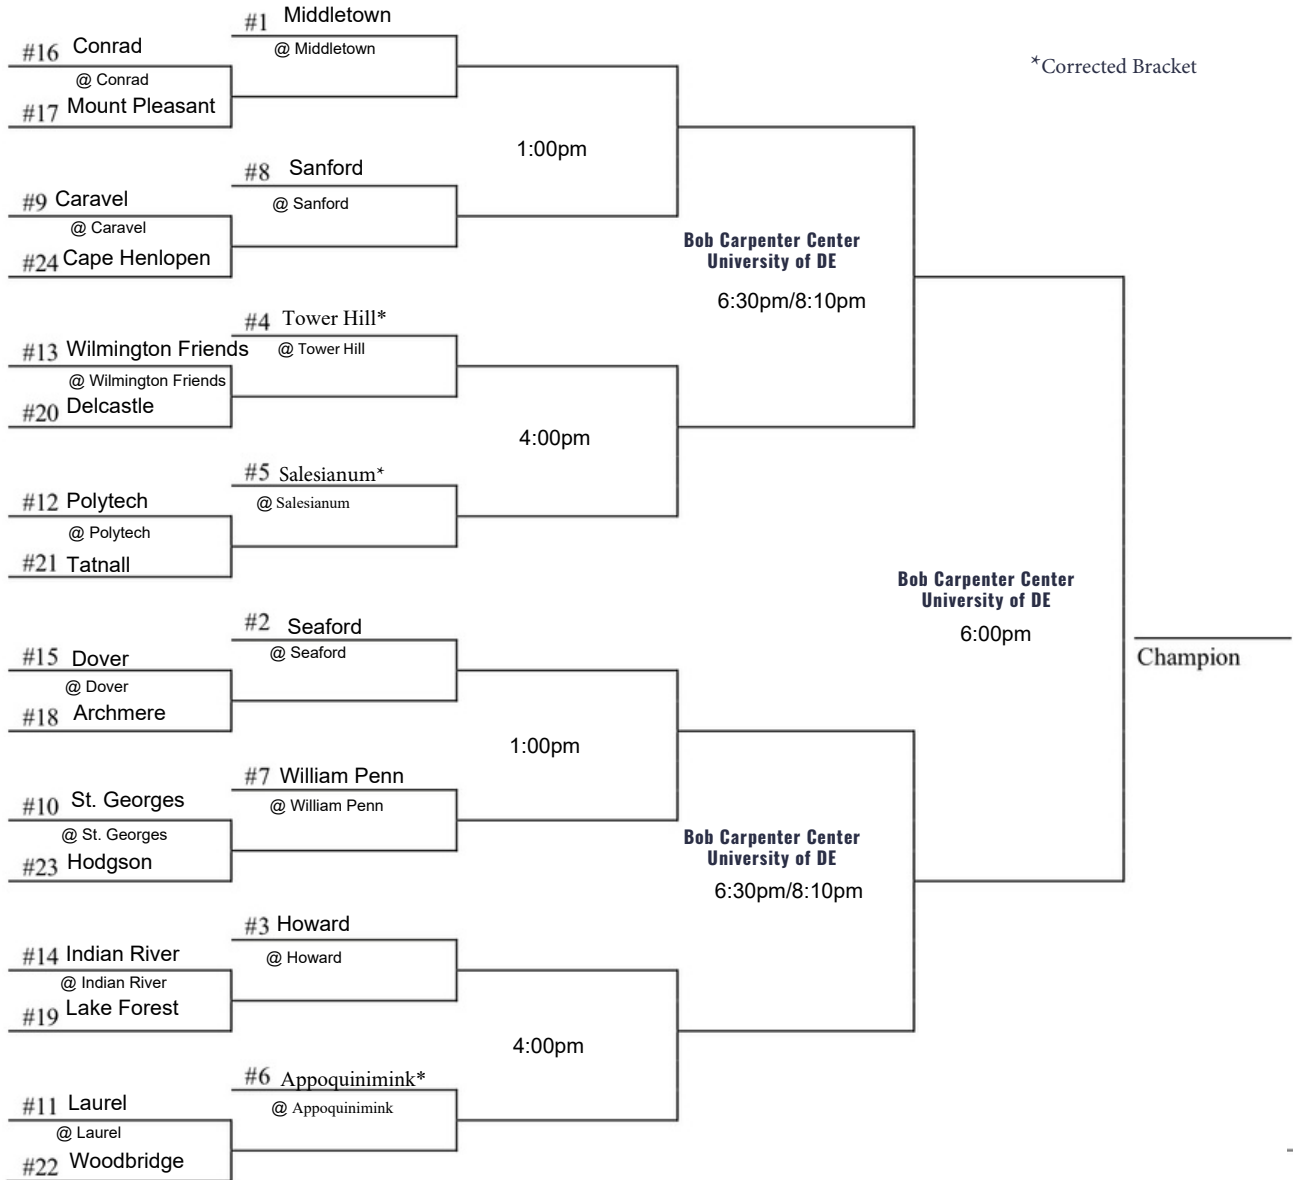 #1 Middletown
@ Middletown
#16 Conrad
@ Conrad
#17 Mount Pleasant
*Corrected Bracket
1:00pm
#8 Sanford
@ Sanford
#9 Caravel
@ Caravel
#24 Cape Henlopen
Bob Carpenter Center
University of DE
6:30pm/8:10pm
#4 Tower Hill*
@ Tower Hill
#13 Wilmington Friends
@ Wilmington Friends
#20 Delcastle
4:00pm
#5 Salesianum*
@ Salesianum
#12 Polytech
@ Polytech
#21 Tatnall
Bob Carpenter Center
University of DE
6:00pm
Champion
#2 Seaford
@ Seaford
#15 Dover
@ Dover
#18 Archmere
1:00pm
#7 William Penn
@ William Penn
#10 St. Georges
@ St. Georges
#23 Hodgson
Bob Carpenter Center
University of DE
6:30pm/8:10pm
#3 Howard
@ Howard
#14 Indian River
@ Indian River
#19 Lake Forest
4:00pm
#6 Appoquinimink*
@ Appoquinimink
#11 Laurel
@ Laurel
#22 Woodbridge